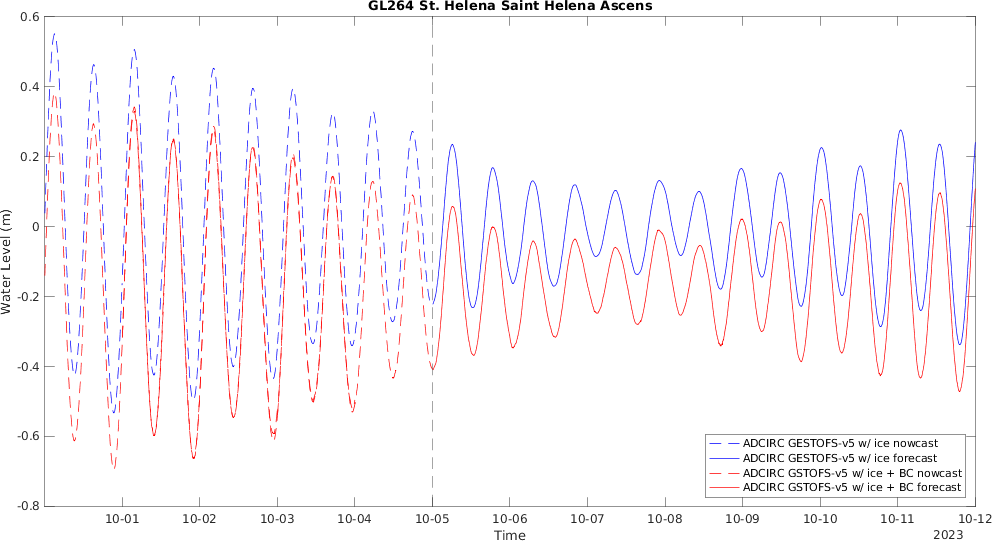 GL264 St. Helena Saint Helena Ascens
0.6
0.4
0.2
0
-0.2
-0.4
-0.6
-0.8
Water Level (m)
ADCIRC GESTOFS-v5 w/ ice nowcast
ADCIRC GESTOFS-v5 w/ ice forecast
ADCIRC GSTOFS-v5 w/ ice + BC nowcast
ADCIRC GSTOFS-v5 w/ ice + BC forecast
10-01 10-02 10-03 10-04 10-05 10-06 10-07 10-08 10-09 10-10 10-11 10-12
Time
2023